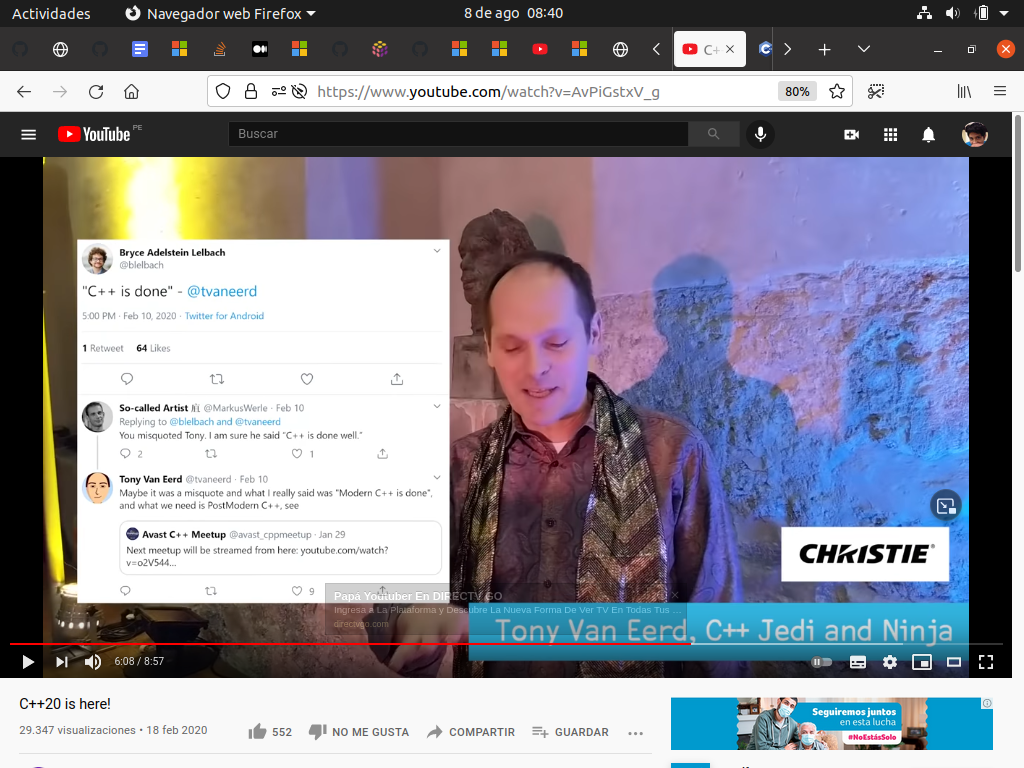 Actividades
Navegador web Firefox
8 de ago 08:40
C+
https://www.youtube.com/watch?v=AvPiGstxV_g
80%
YouTube PE
Buscar
Bryce Adelstein Lelbach
@blelbach
"C++ is done" - @tvaneerd
5:00 PM · Feb 10, 2020 · Twitter for Android
1 Retweet 64 Likes
So-called Artist @MarkusWerle · Feb 10
Replying to @blelbach and @tvaneerd
You misquoted Tony. I am sure he said "C++ is done well."
2 1
Tony Van Eerd @tvaneerd · Feb 10
Maybe it was a misquote and what I really said was "Modern C++ is done",
and what we need is PostModern C++, see
Avast C++ Meetup @avast_cppmeetup · Jan 29
Next meetup will be streamed from here: youtube.com/watch?
v=o2V544...
9
CHRISTIE
Papá Youtuber En DIRECTV GO
Ingresa a La Plataforma y Descubre La Nueva Forma De Ver TV En Todas Tus ...
directvgo.com
Tony Van Eerd, C++ Jedi and Ninja
6:08 / 8:57
C++20 is here!
29.347 visualizaciones • 18 feb 2020
552
NO ME GUSTA
COMPARTIR
GUARDAR
Seguiremos juntos
en esta lucha
#NoEstásSolo